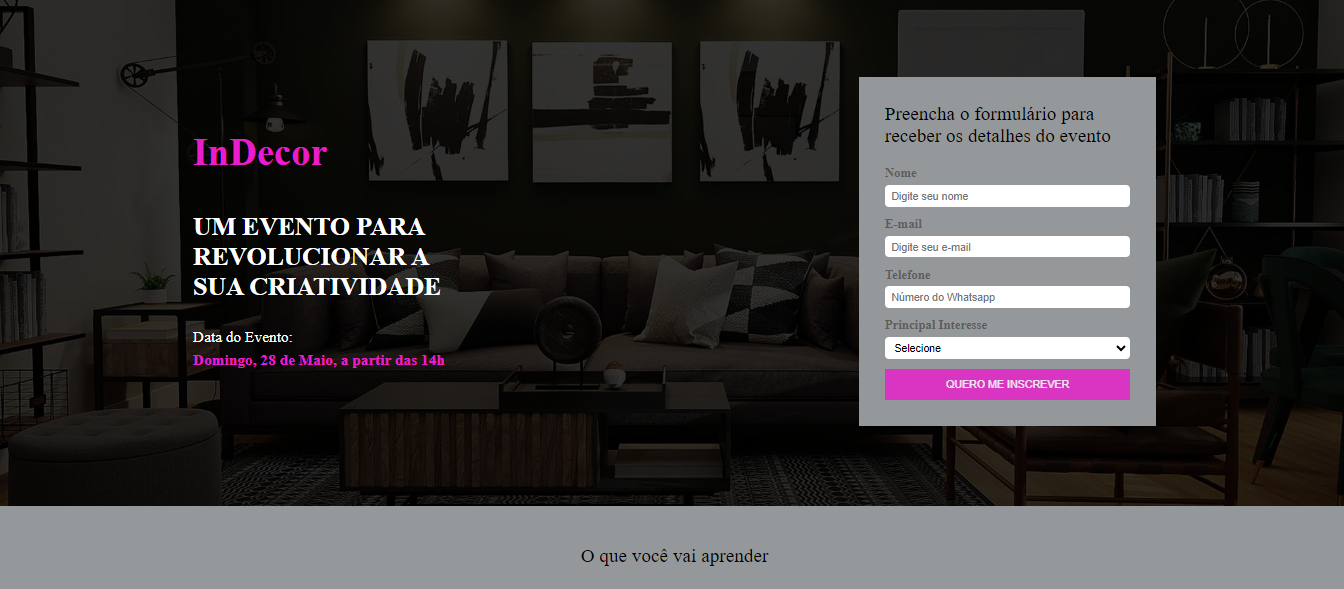 InDecor
UM EVENTO PARA
REVOLUCIONAR A
SUA CRIATIVIDADE
Data do Evento:
Domingo, 28 de Maio, a partir das 14h
Preencha o formulário para
receber os detalhes do evento
Nome
Digite seu nome
E-mail
Digite seu e-mail
Telefone
Número do Whatsapp
Principal Interesse
Selecione
QUERO ME INSCREVER
O que você vai aprender